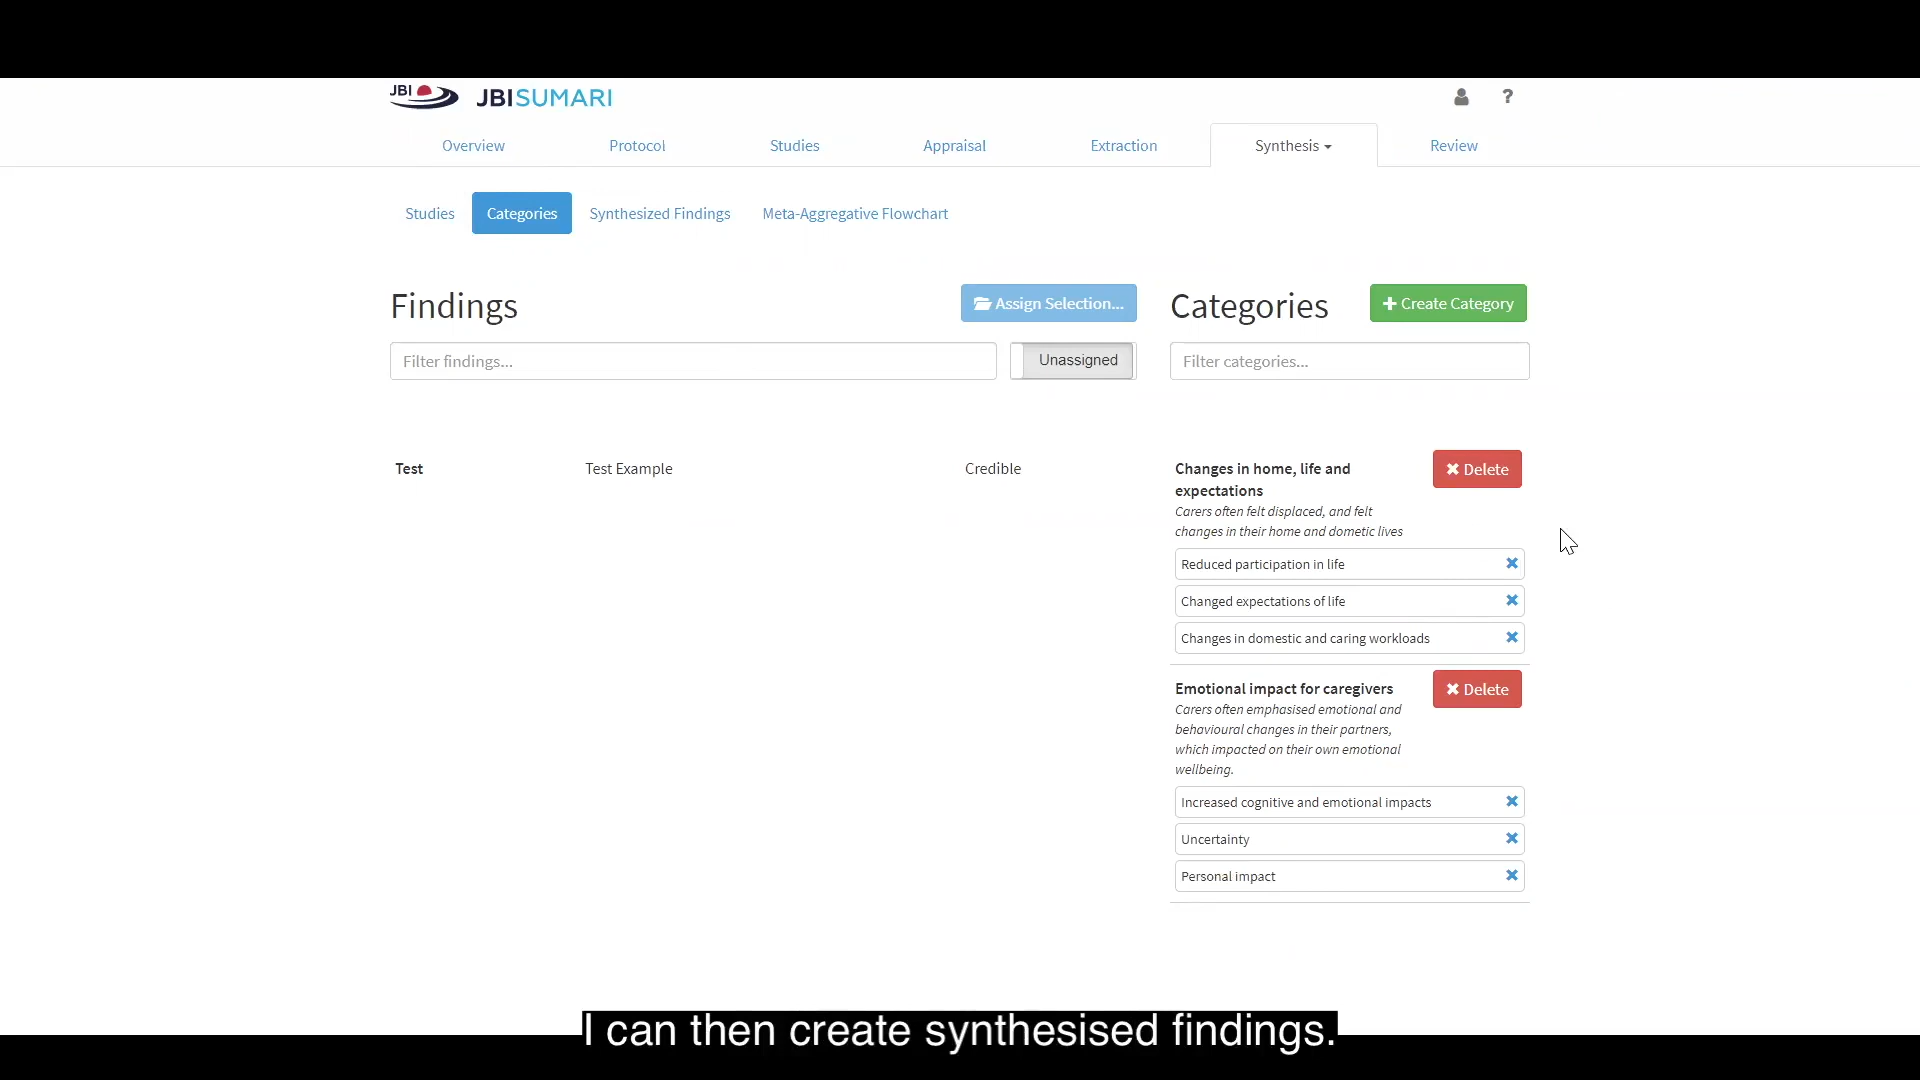 JBI JBISUMARI ?
Overview Protocol Studies Appraisal Extraction Synthesis Review
Studies Categories Synthesized Findings Meta-Aggregative Flowchart
Findings Assign Selection... Categories Create Category
Filter findings... Unassigned Filter categories...
Test Test Example Credible
Changes in home, life and
expectations
Delete
Carers often felt displaced, and felt
changes in their home and dometic lives
Reduced participation in life
Changed expectations of life
Changes in domestic and caring workloads
Emotional impact for caregivers
Delete
Carers often emphasised emotional and
behavioural changes in their partners,
which impacted on their own emotional
wellbeing.
Increased cognitive and emotional impacts
Uncertainty
Personal impact
I can then create synthesised findings.